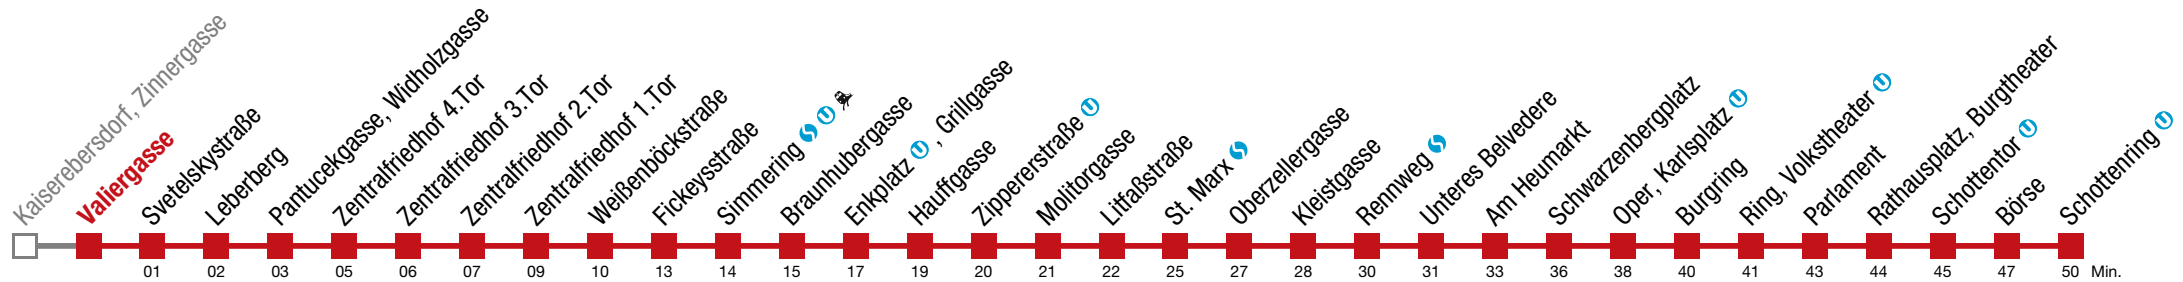 Kaiserebersdorf, Zinnergasse
Valiergasse
Svetelskystraße
Leberberg
Pantucekgasse, Widholzgasse
Zentralfriedhof 4.Tor
Zentralfriedhof 3.Tor
Zentralfriedhof 2.Tor
Zentralfriedhof 1.Tor
Weißenböckstraße
Fickeysstraße
Simmering S U
Braunhubergasse
Enkplatz U , Grillgasse
Hauffgasse
Zippererstraße U
Molitorgasse
Litfaßstraße
St. Marx S
Oberzellergasse
Kleistgasse
Rennweg S
Unteres Belvedere
Am Heumarkt
Schwarzenbergplatz
Oper, Karlsplatz U
Burgring
Ring, Volkstheater U
Parlament
Rathausplatz, Burgtheater
Schottentor U
Börse
Schottenring U
01 02 03 05 06 07 09 10 13 14 15 17 19 20 21 22 25 27 28 30 31 33 36 38 40 41 43 44 45 47 50 Min.